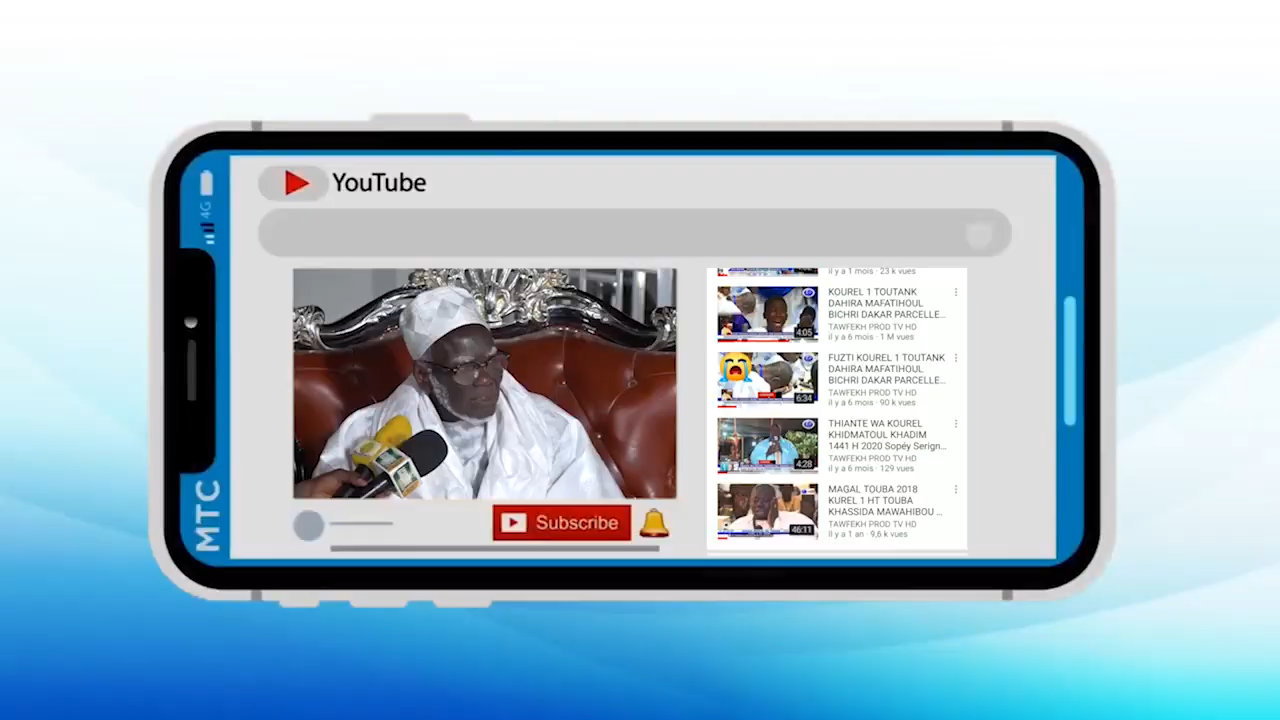 4G
MTC
YouTube
Subscribe
il y a 1 mois · 23 k vues
KOUREL 1 TOUTANK
DAHIRA MAFATIHOUL
BICHRI DAKAR PARCELLE...
TAWFEKH PROD TV HD
il y a 6 mois · 1 M vues
4:05
FUZTI KOUREL 1 TOUTANK
DAHIRA MAFATIHOUL
BICHRI DAKAR PARCELLE...
TAWFEKH PROD TV HD
il y a 6 mois · 90 k vues
6:34
THIANTE WA KOUREL
KHIDMATOUL KHADIM
1441 H 2020 Sopéy Serign...
TAWFEKH PROD TV HD
il y a 6 mois · 129 vues
4:28
MAGAL TOUBA 2018
KUREL 1 HT TOUBA
KHASSIDA MAWAHIBOU ...
TAWFEKH PROD TV HD
il y a 1 an · 9,6 k vues
46:11